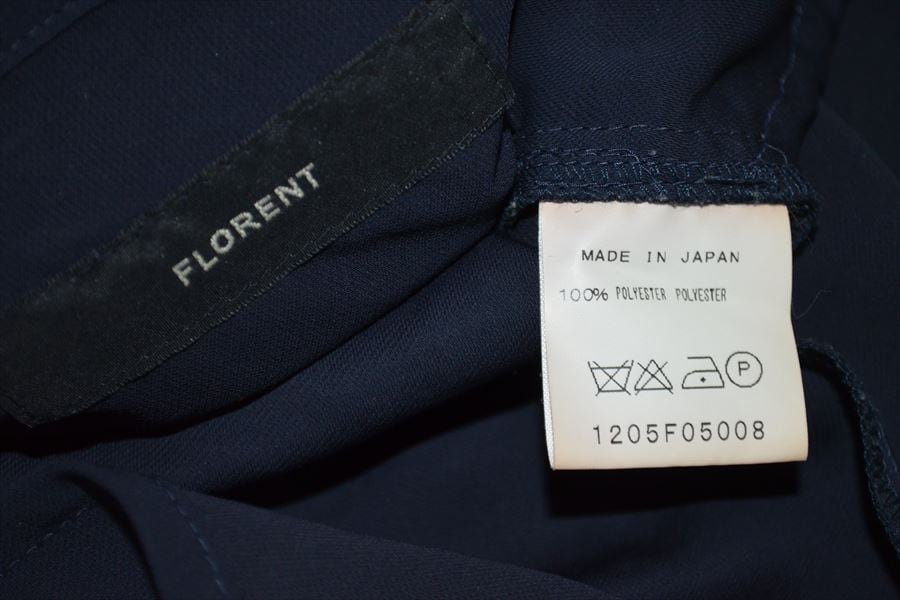 FLORENT
MADE IN JAPAN
100% POLYESTER POLYESTER
P
1205F05008